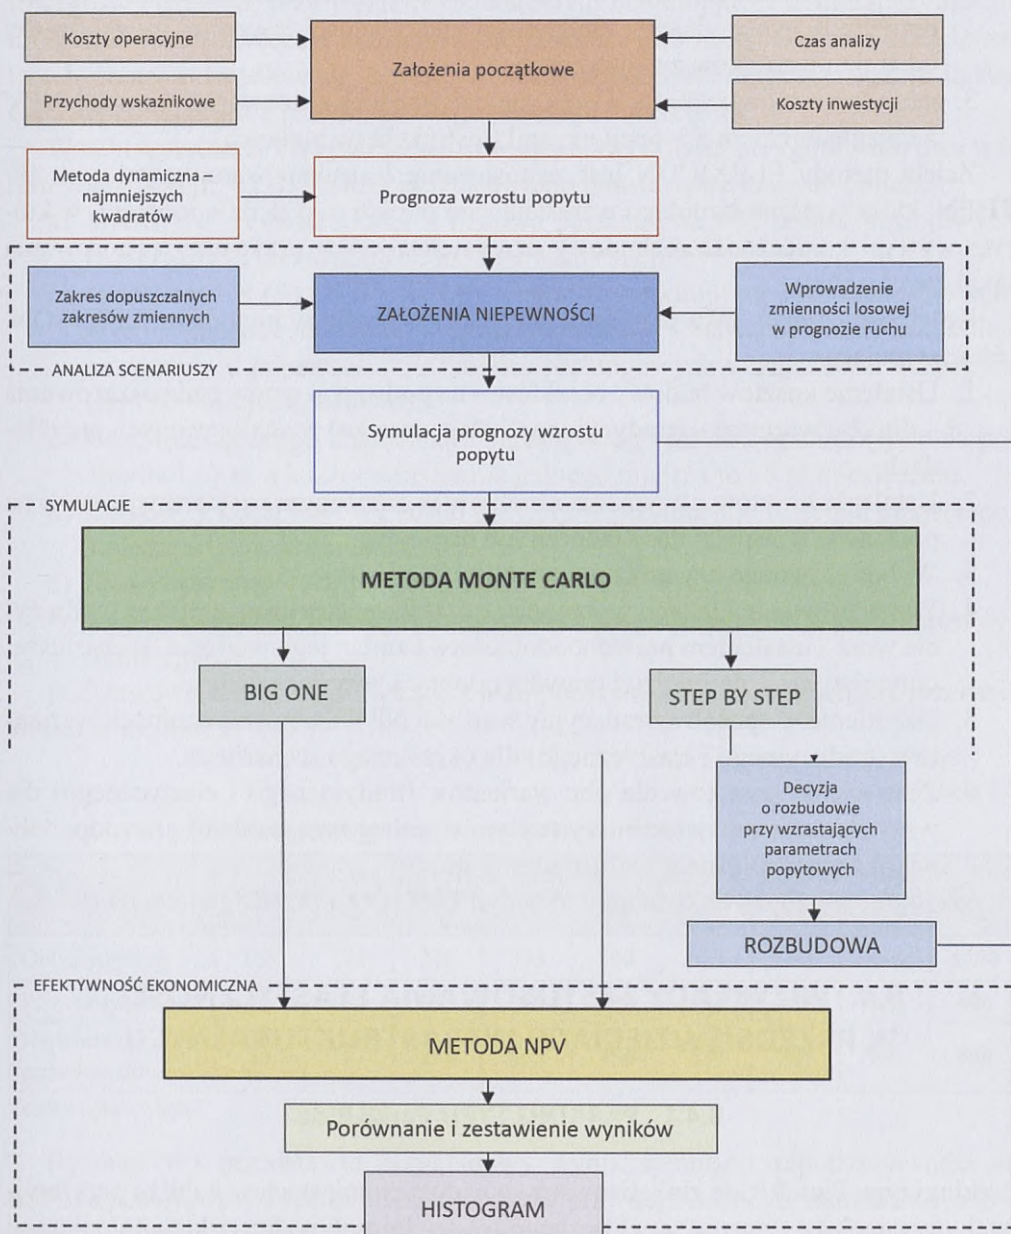 Koszty operacyjne
Założenia początkowe
Czas analizy
Przychody wskaźnikowe
Koszty inwestycji
Metoda dynamiczna –
najmniejszych
kwadratów
Prognoza wzrostu popytu
Zakres dopuszczalnych
zakresów zmiennych
ZAŁOŻENIA NIEPEWNOŚCI
Wprowadzenie
zmienności losowej
w prognozie ruchu
ANALIZA SCENARIUSZY
Symulacja prognozy wzrostu
popytu
SYMULACJE
METODA MONTE CARLO
BIG ONE
STEP BY STEP
Decyzja
o rozbudowie
przy wzrastających
parametrach
popytowych
ROZBUDOWA
EFEKTYWNOŚĆ EKONOMICZNA
METODA NPV
Porównanie i zestawienie wyników
HISTOGRAM